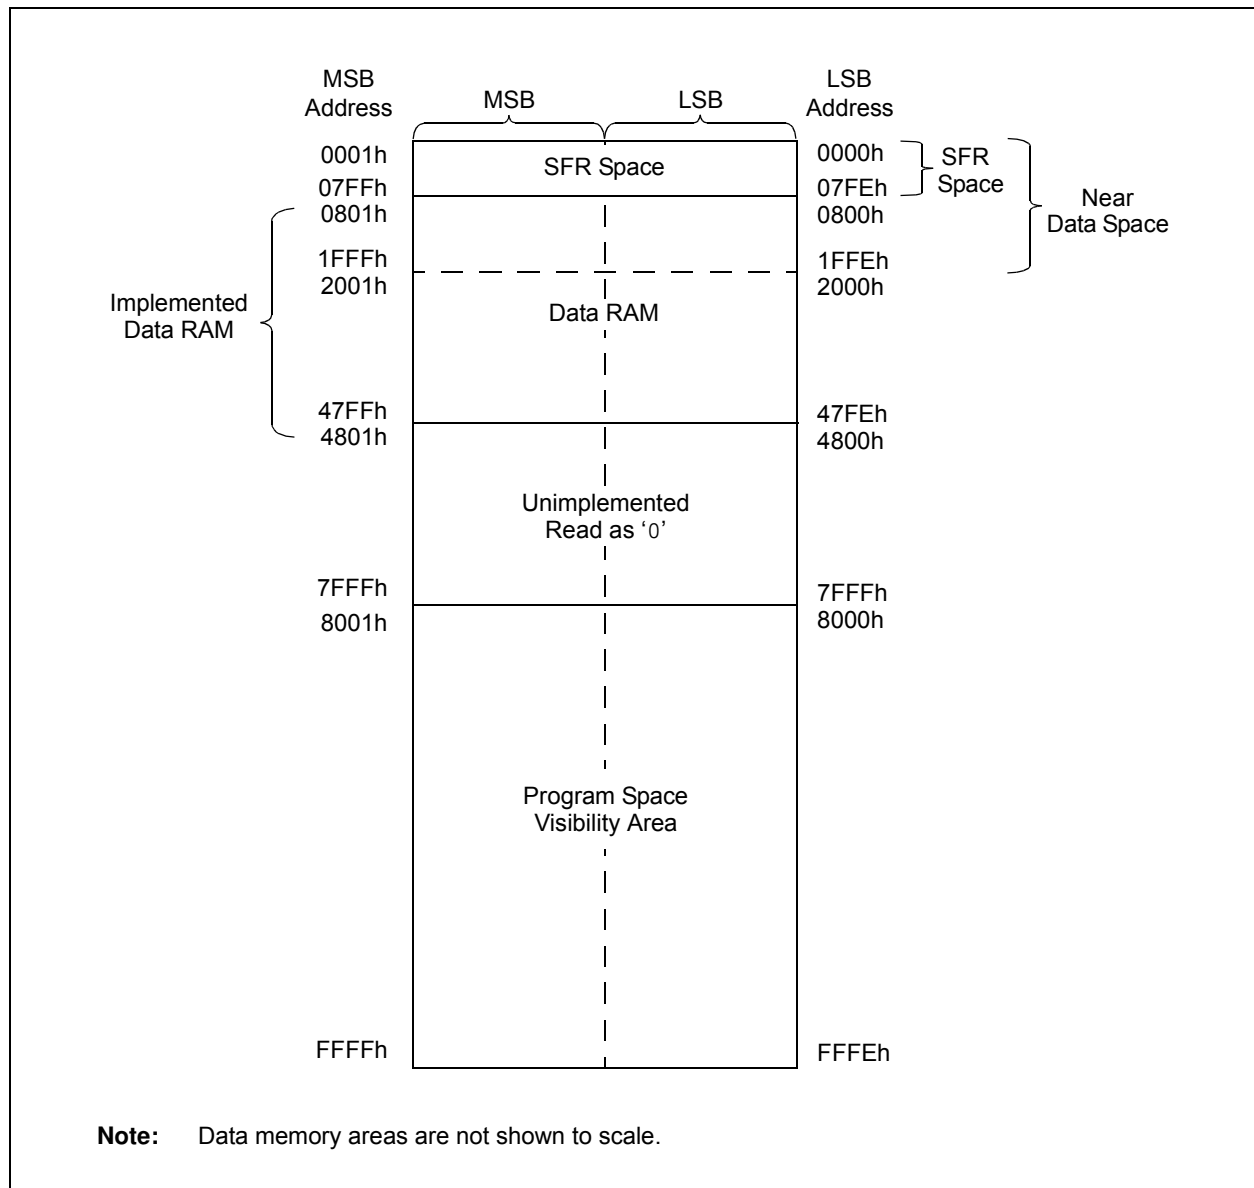 MSB
Address
MSB
LSB
LSB
Address
0001h
SFR Space
0000h
SFR
Space
07FFh
07FEh
0801h
0800h
Near
Data Space
1FFFh
1FFEh
2001h
2000h
Implemented
Data RAM
Data RAM
47FFh
47FEh
4801h
4800h
Unimplemented
Read as ‘0’
7FFFh
7FFFh
8001h
8000h
Program Space
Visibility Area
FFFFh
FFFEh
Note: Data memory areas are not shown to scale.